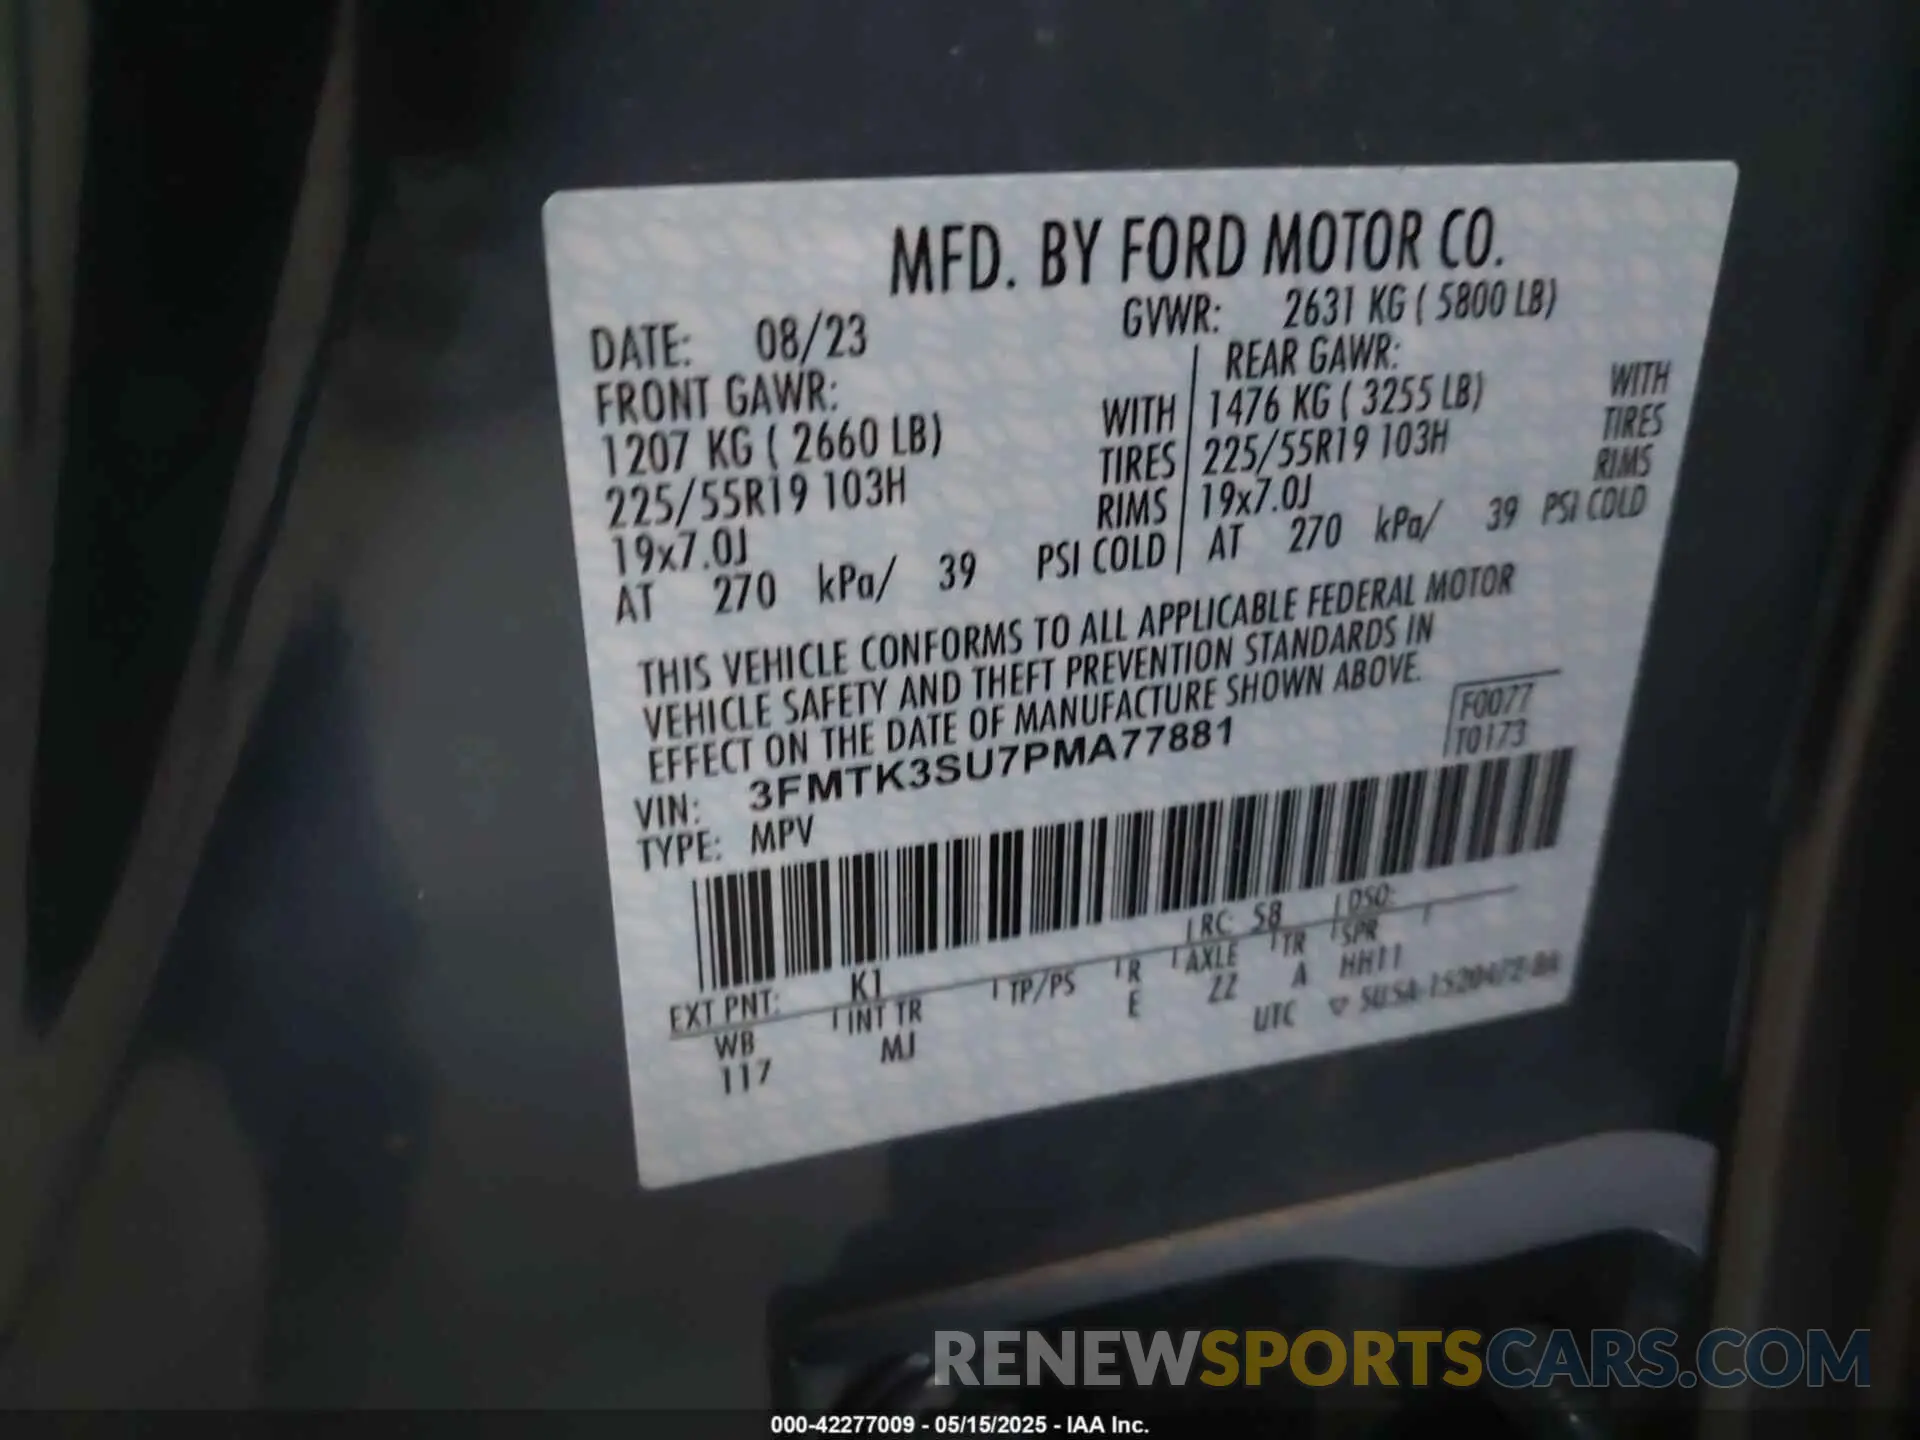 MFD. BY FORD MOTOR CO.
DATE: 08/23 GVWR: 2631 KG ( 5800 LB)
FRONT GAWR: REAR GAWR:
1207 KG ( 2660 LB) WITH 1476 KG ( 3255 LB) WITH
225/55R19 103H TIRES 225/55R19 103H TIRES
19x7.0J RIMS 19x7.0J RIMS
AT 270 kPa/ 39 PSI COLD AT 270 kPa/ 39 PSI COLD
THIS VEHICLE CONFORMS TO ALL APPLICABLE FEDERAL MOTOR
VEHICLE SAFETY AND THEFT PREVENTION STANDARDS IN
EFFECT ON THE DATE OF MANUFACTURE SHOWN ABOVE.
F0077
T0173
VIN: 3FMTK3SU7PMA77881
TYPE: MPV
EXT PNT: K1 RC: 58 DSO:
WB INT TR TP/PS R AXLE TR SPR
117 MJ E ZZ A HH11
UTC
RENEWSPORTSCARS.COM
000-42277009 - 05/15/2025 - IAA Inc.